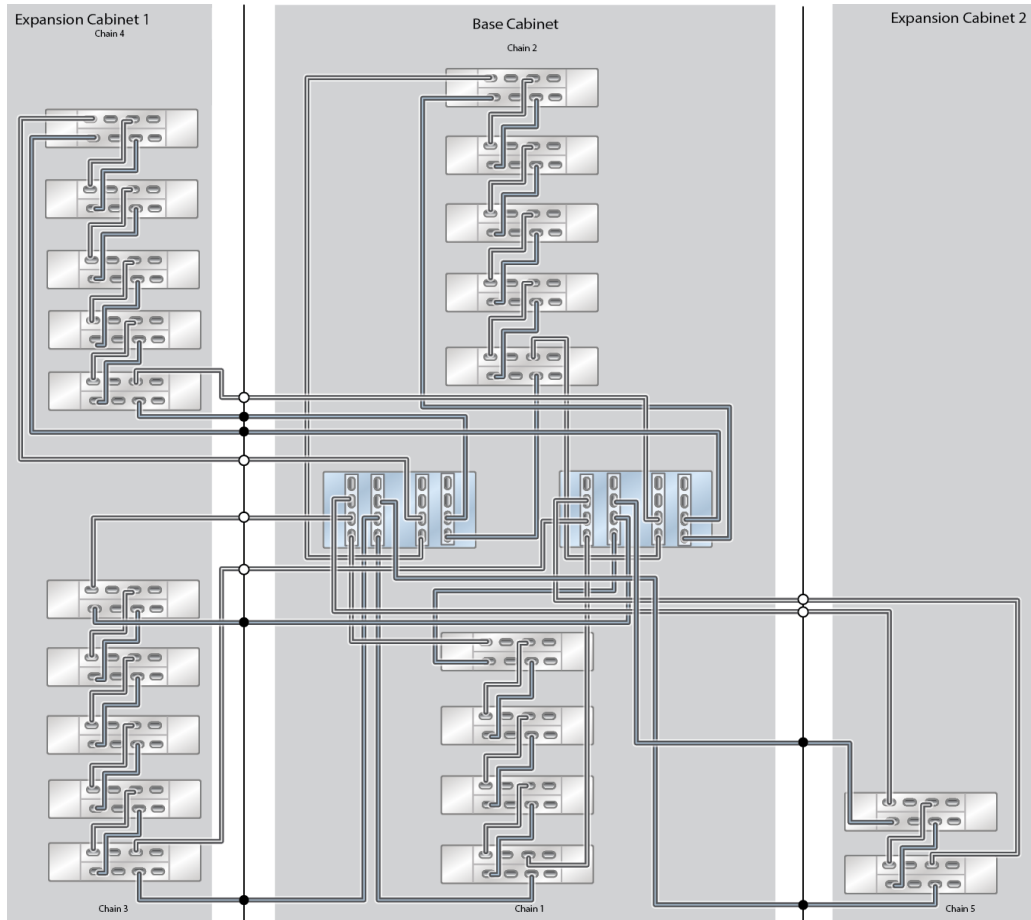 Expansion Cabinet 1
Chain 4
Base Cabinet
Chain 2
Expansion Cabinet 2
Chain 3
Chain 1
Chain 5